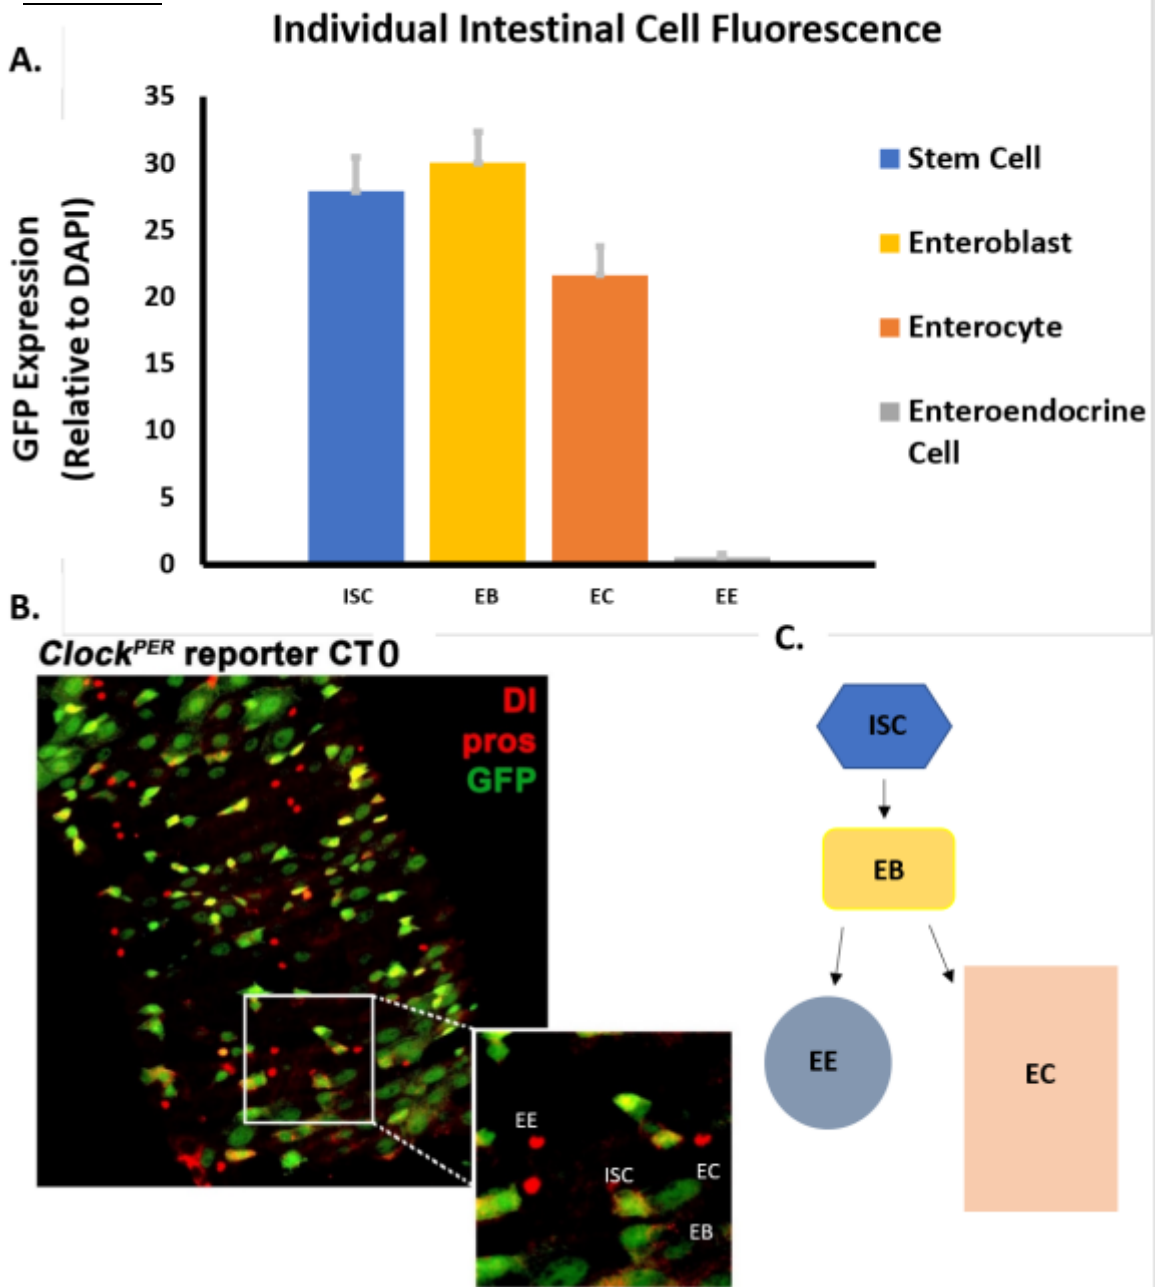 Individual Intestinal Cell Fluorescence
A.
GFP Expression
(Relative to DAPI)
35
30
25
20
15
10
5
0
ISC EB EC EE
Stem Cell
Enteroblast
Enterocyte
Enteroendocrine
Cell
B.
Clock^PER reporter CT0
Dl
pros
GFP
EE
ISC
EC
EB
C.
ISC
EB
EE
EC